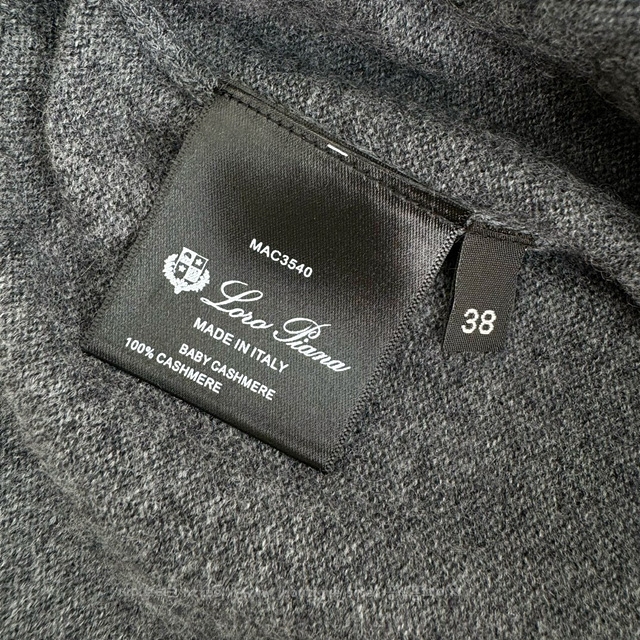 MAC3540
Loro Piana
MADE IN ITALY
BABY CASHMERE
100% CASHMERE
38